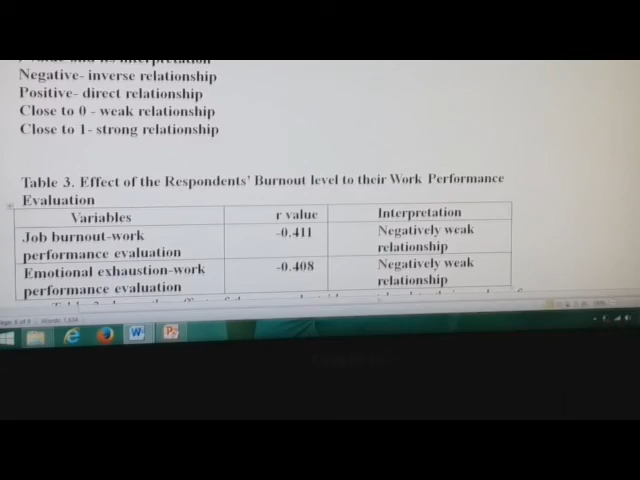 Negative- inverse relationship
Positive- direct relationship
Close to 0 - weak relationship
Close to 1- strong relationship
Table 3. Effect of the Respondents' Burnout level to their Work Performance
Evaluation
Variables r value Interpretation
Job burnout-work -0.411 Negatively weak
performance evaluation relationship
Emotional exhaustion-work -0.408 Negatively weak
performance evaluation relationship